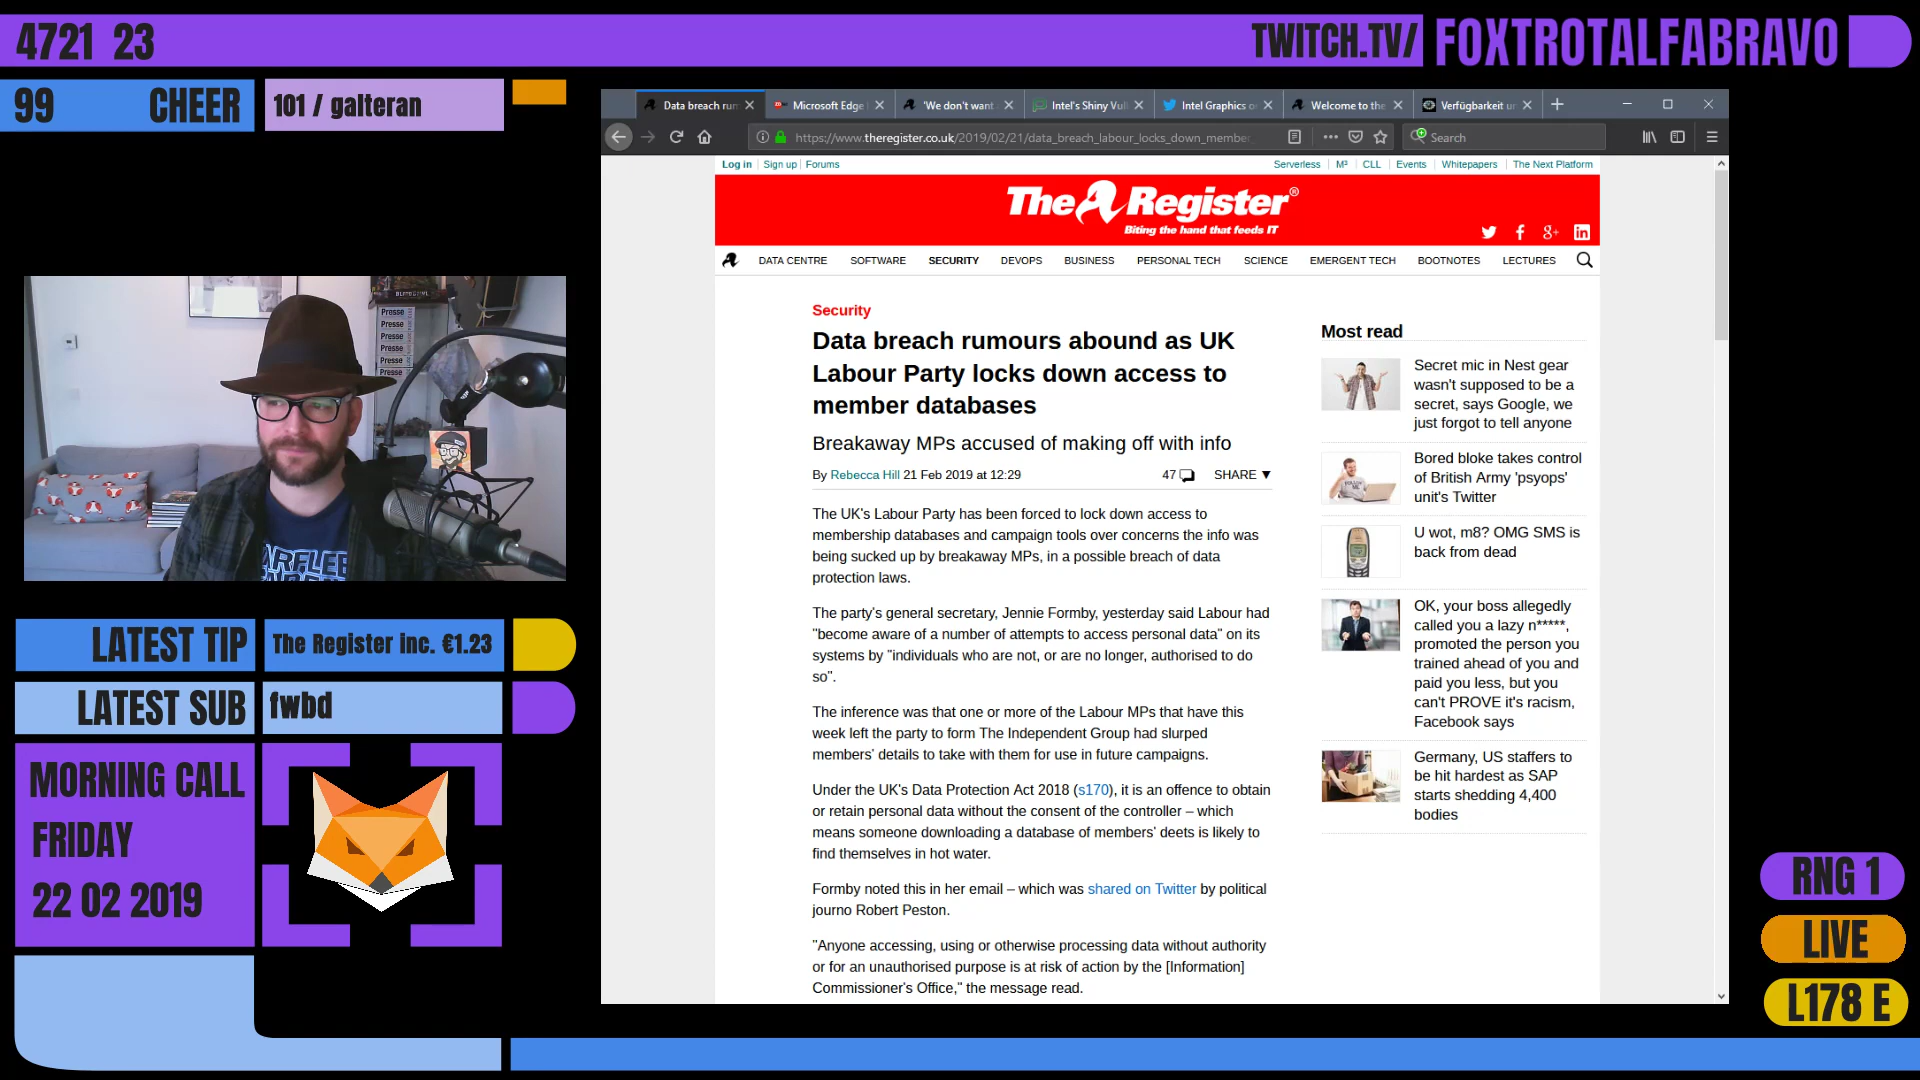 4721 23
TWITCH.TV/ FOXTROTALFABRAVO
99 CHEER
101 / galteran
Data breach rum
Microsoft Edge
'We don't want
Intel's Shiny Vul
Intel Graphics o
Welcome to the
Verfügbarkeit u
https://www.theregister.co.uk/2019/02/21/data_breach_labour_locks_down_membe
Search
Log in
Sign up
Forums
Serverless
M³
CLL
Events
Whitepapers
The Next Platform
The Register®
Biting the hand that feeds IT
DATA CENTRE
SOFTWARE
SECURITY
DEVOPS
BUSINESS
PERSONAL TECH
SCIENCE
EMERGENT TECH
BOOTNOTES
LECTURES
Security
Data breach rumours abound as UK
Labour Party locks down access to
member databases
Breakaway MPs accused of making off with info
By Rebecca Hill 21 Feb 2019 at 12:29
47
SHARE ▼
The UK's Labour Party has been forced to lock down access to
membership databases and campaign tools over concerns the info was
being sucked up by breakaway MPs, in a possible breach of data
protection laws.
The party's general secretary, Jennie Formby, yesterday said Labour had
"become aware of a number of attempts to access personal data" on its
systems by "individuals who are not, or are no longer, authorised to do
so".
The inference was that one or more of the Labour MPs that have this
week left the party to form The Independent Group had slurped
members' details to take with them for use in future campaigns.
Under the UK's Data Protection Act 2018 (s170), it is an offence to obtain
or retain personal data without the consent of the controller – which
means someone downloading a database of members' deets is likely to
find themselves in hot water.
Formby noted this in her email – which was shared on Twitter by political
journo Robert Peston.
"Anyone accessing, using or otherwise processing data without authority
or for an unauthorised purpose is at risk of action by the [Information]
Commissioner's Office," the message read.
Most read
Secret mic in Nest gear
wasn't supposed to be a
secret, says Google, we
just forgot to tell anyone
Bored bloke takes control
of British Army 'psyops'
unit's Twitter
U wot, m8? OMG SMS is
back from dead
OK, your boss allegedly
called you a lazy n*****,
promoted the person you
trained ahead of you and
paid you less, but you
can't PROVE it's racism,
Facebook says
Germany, US staffers to
be hit hardest as SAP
starts shedding 4,400
bodies
Presse
Presse
Presse
Presse
Presse
Presse
LATEST TIP
The Register inc. €1.23
LATEST SUB
fwbd
MORNING CALL
FRIDAY
22 02 2019
RNG 1
LIVE
L178 E